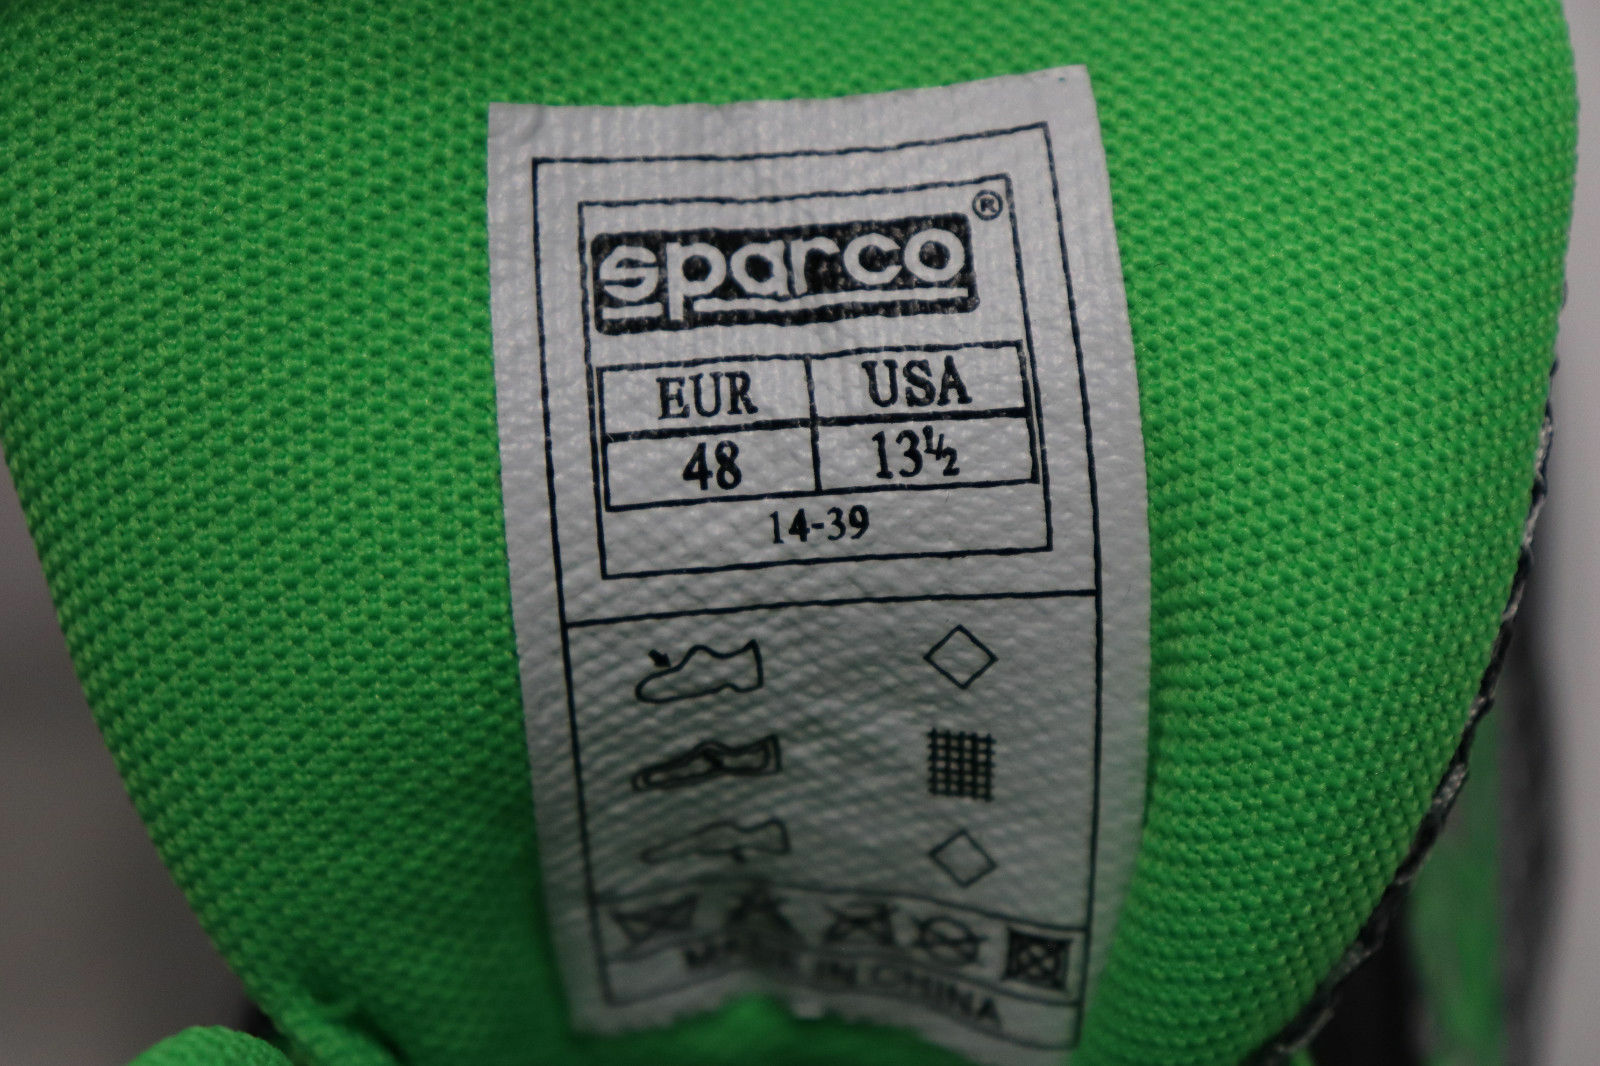 sparco ®
EUR USA
48 13½
14-39
MADE IN CHINA